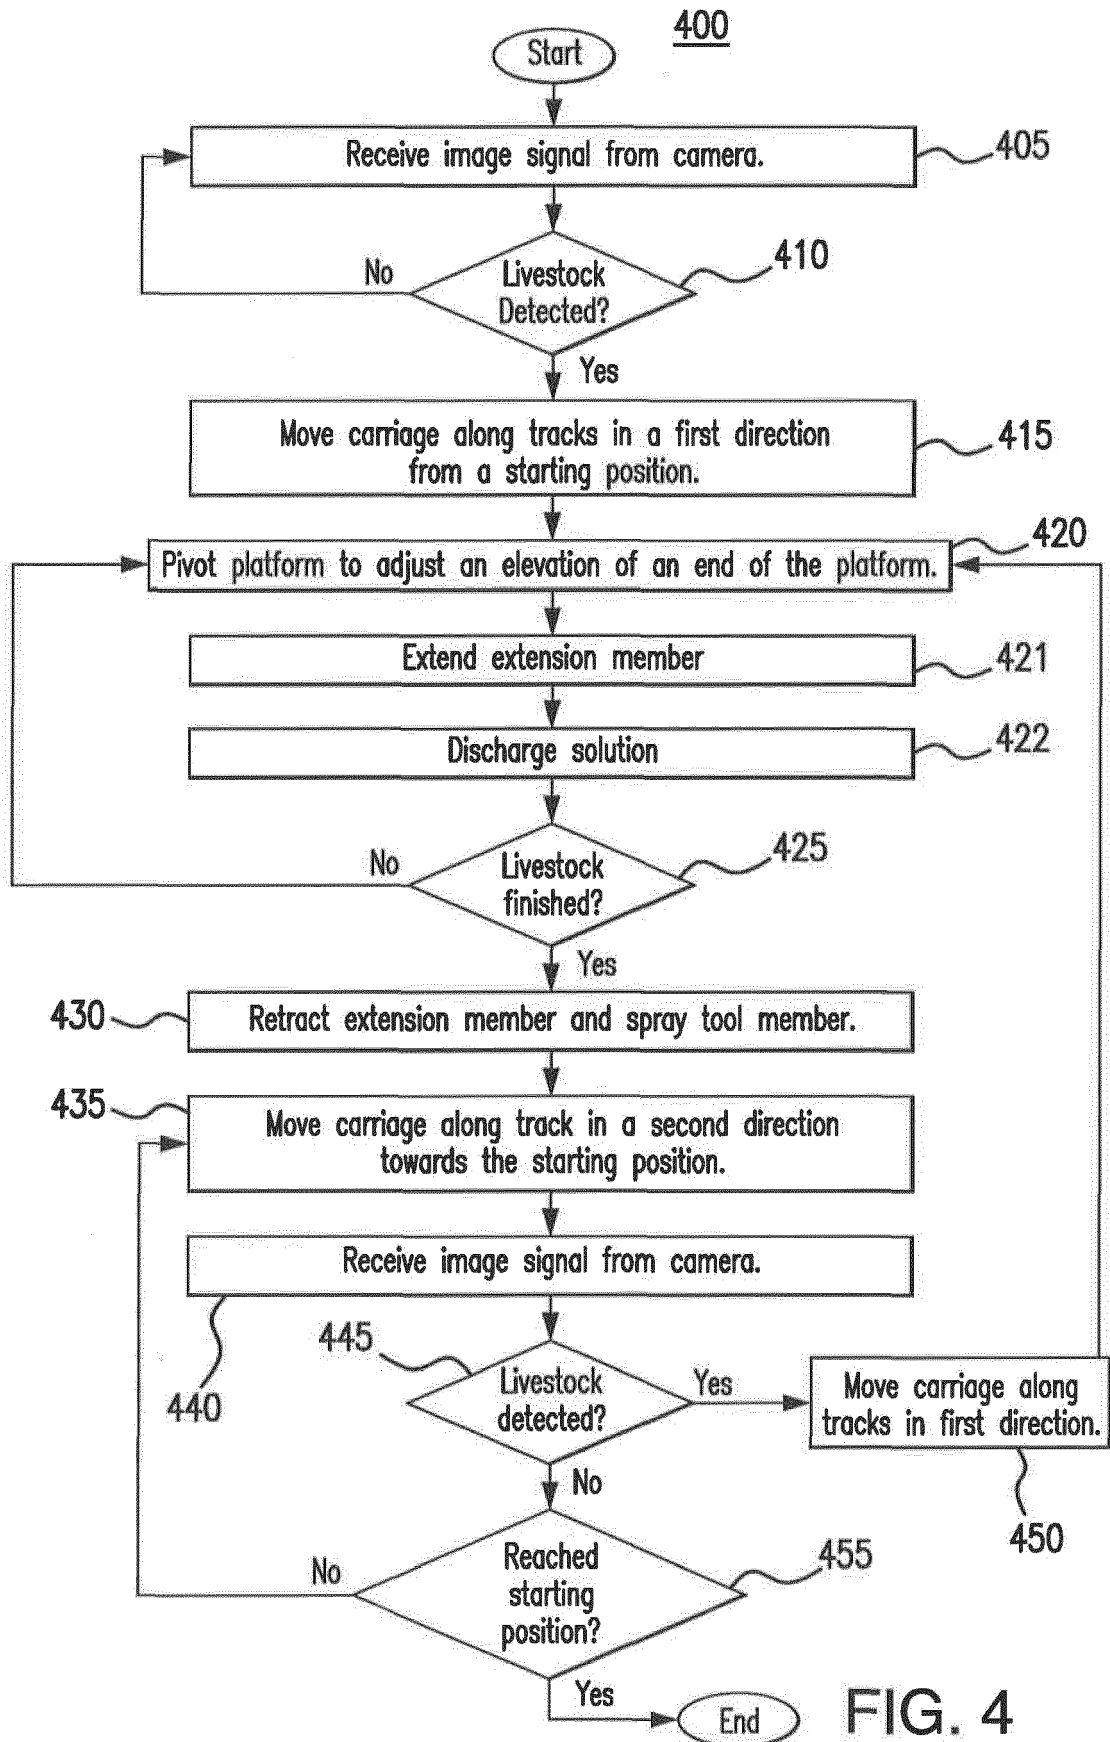 400
Start
Receive image signal from camera.
405
No
Livestock
Detected?
410
Yes
Move carriage along tracks in a first direction
from a starting position.
415
Pivot platform to adjust an elevation of an end of the platform.
420
Extend extension member
421
Discharge solution
422
No
Livestock
finished?
425
Yes
430
Retract extension member and spray tool member.
435
Move carriage along track in a second direction
towards the starting position.
Receive image signal from camera.
440
445
Livestock
detected?
Yes
Move carriage along
tracks in first direction.
450
No
No
Reached
starting
position?
455
Yes
End
FIG. 4